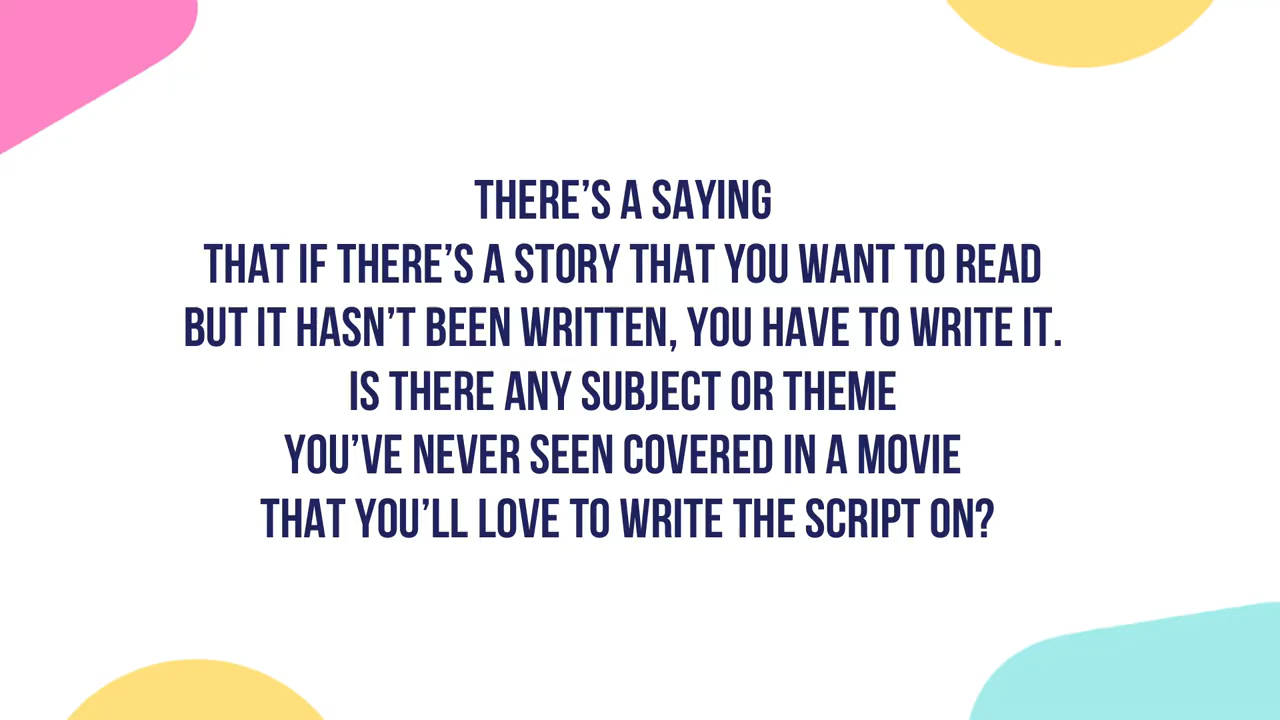 THERE’S A SAYING
THAT IF THERE’S A STORY THAT YOU WANT TO READ
BUT IT HASN’T BEEN WRITTEN, YOU HAVE TO WRITE IT.
IS THERE ANY SUBJECT OR THEME
YOU’VE NEVER SEEN COVERED IN A MOVIE
THAT YOU’LL LOVE TO WRITE THE SCRIPT ON?